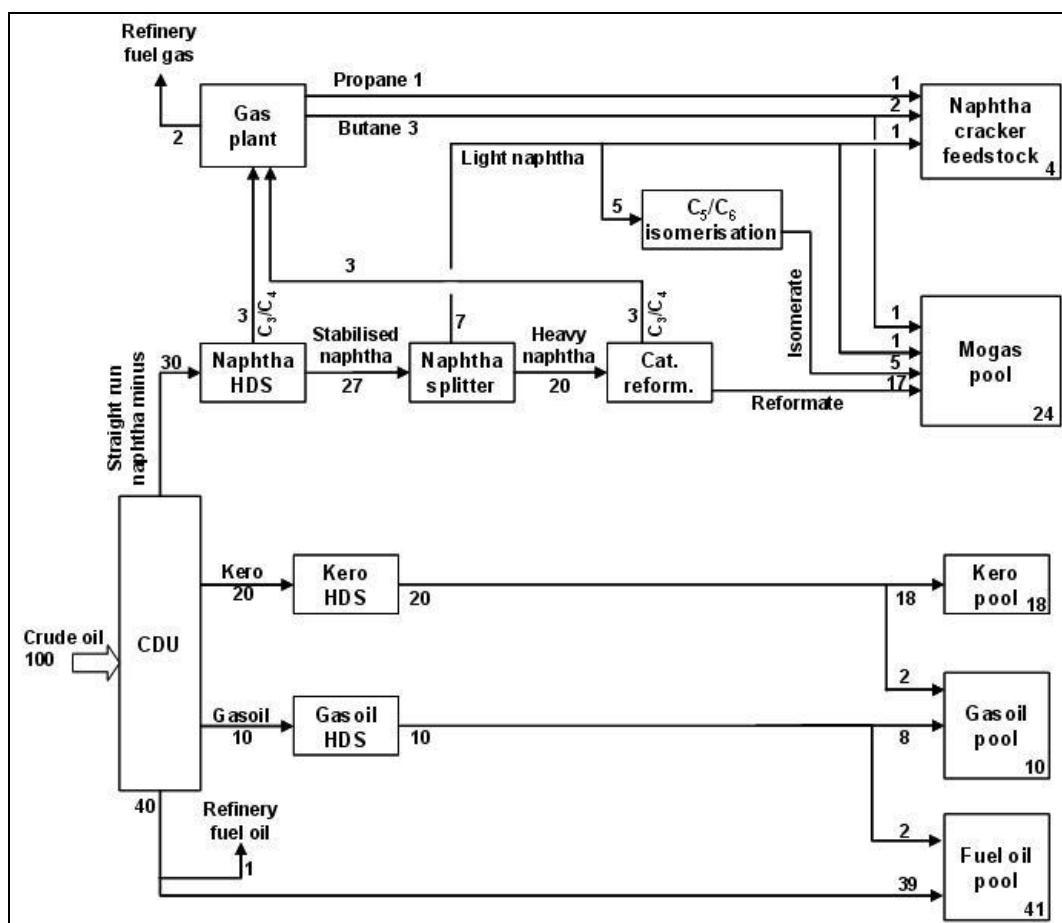 Refinery
fuel gas
2
Gas
plant
Propane 1
Butane 3
1
2
1
Naphtha
cracker
feedstock
4
Light naphtha
5
C₅/C₆
isomerisation
3
3
C₃/C₄
7
3
C₃/C₄
Isomerate
Straight run
naphtha minus
30
Naphtha
HDS
Stabilised
naphtha
27
Naphtha
splitter
Heavy
naphtha
20
Cat.
reform.
Reformate
1
1
5
17
Mogas
pool
24
Crude oil
100
CDU
Kero
20
Kero
HDS
20
18
Kero
pool
18
2
Gasoil
10
Gasoil
HDS
10
8
Gasoil
pool
10
40
Refinery
fuel oil
1
2
39
Fuel oil
pool
41